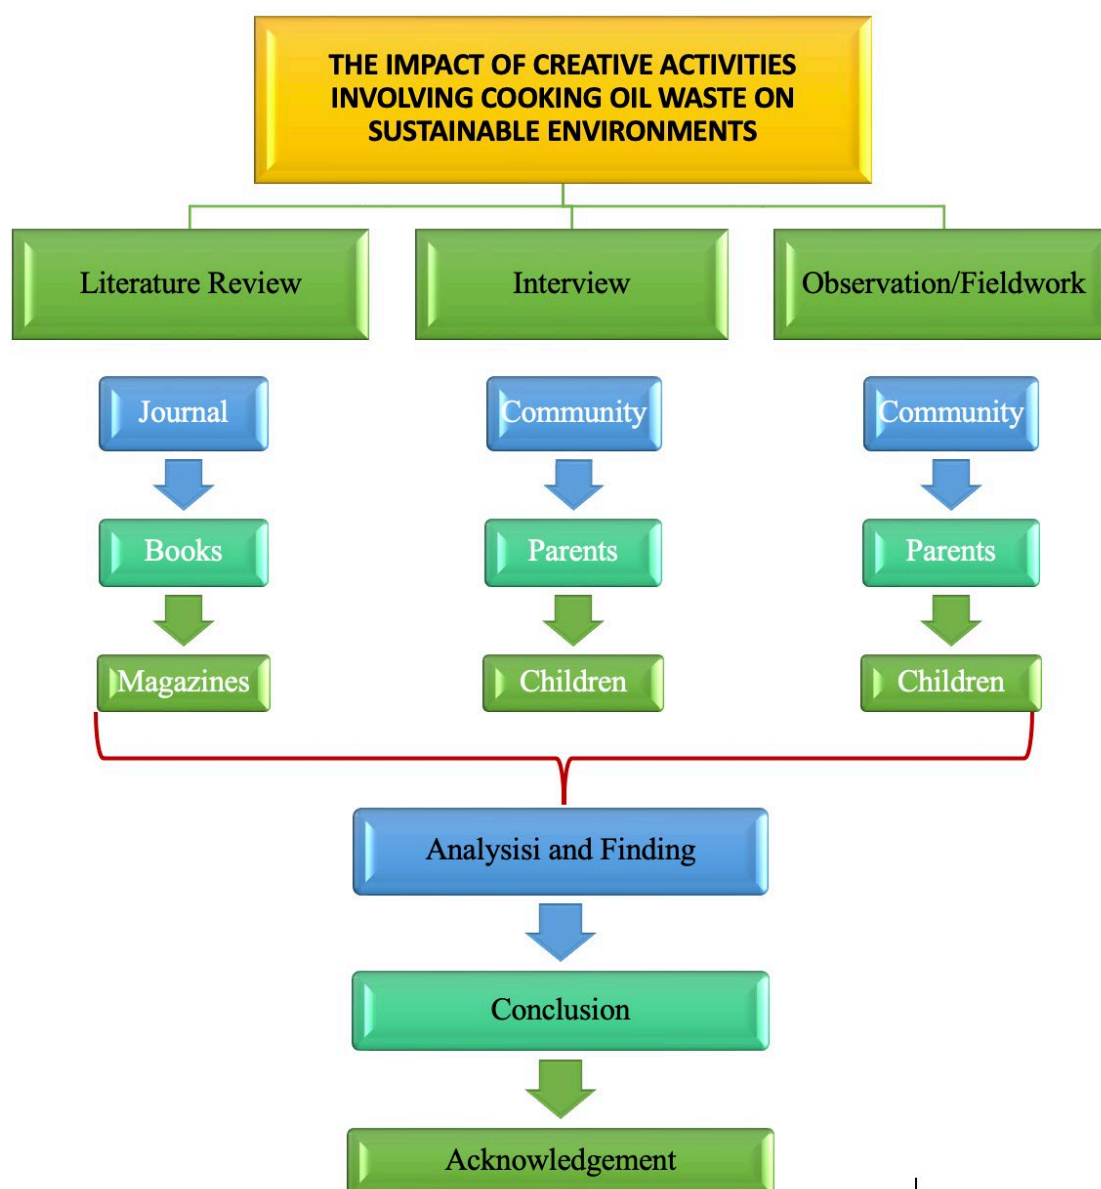 THE IMPACT OF CREATIVE ACTIVITIES
INVOLVING COOKING OIL WASTE ON
SUSTAINABLE ENVIRONMENTS
Literature Review
Interview
Observation/Fieldwork
Journal
Community
Community
Books
Parents
Parents
Magazines
Children
Children
Analysisi and Finding
Conclusion
Acknowledgement